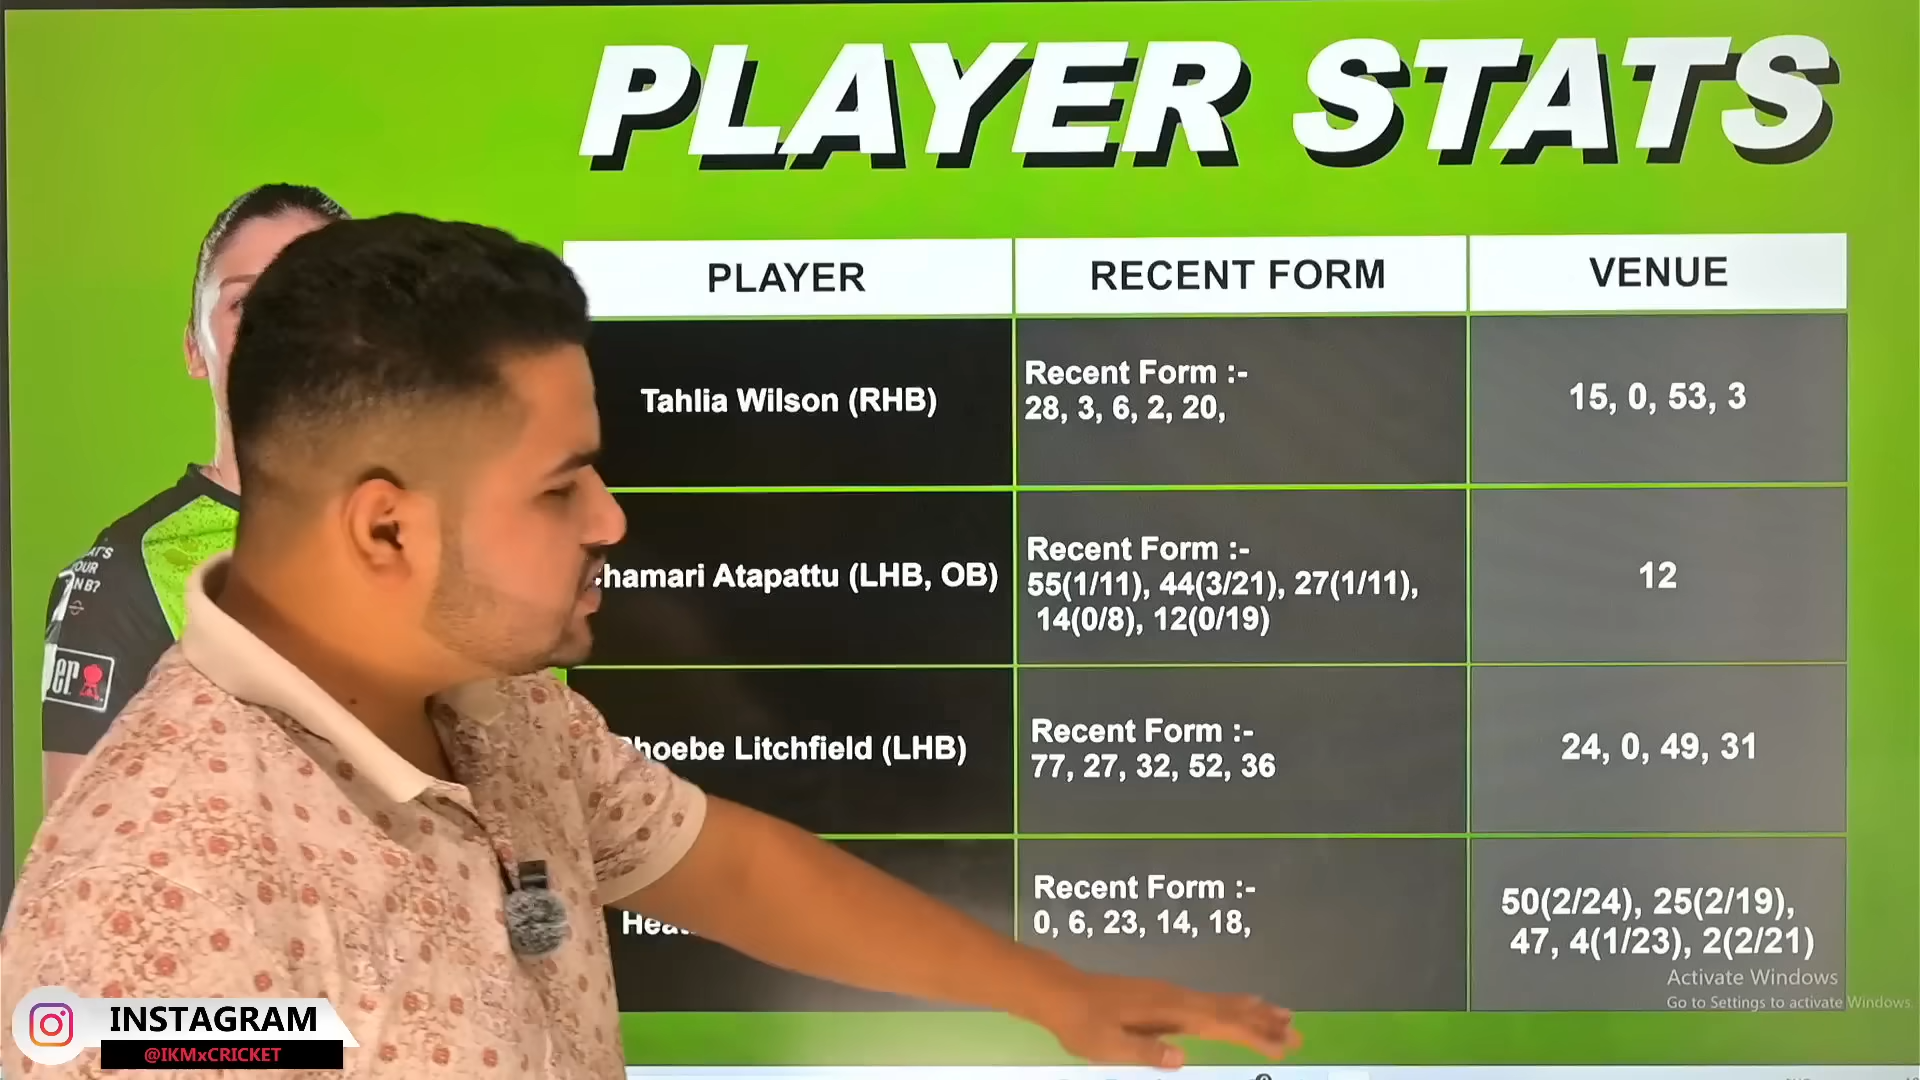 PLAYER STATS
PLAYER
RECENT FORM
VENUE
Tahlia Wilson (RHB)
Recent Form :-
28, 3, 6, 2, 20,
15, 0, 53, 3
hamari Atapattu (LHB, OB)
Recent Form :-
55(1/11), 44(3/21), 27(1/11),
14(0/8), 12(0/19)
12
hoebe Litchfield (LHB)
Recent Form :-
77, 27, 32, 52, 36
24, 0, 49, 31
Hea
Recent Form :-
0, 6, 23, 14, 18,
50(2/24), 25(2/19),
47, 4(1/23), 2(2/21)
Activate Windows
Go to Settings to activate Windows.
OUR
N B?
er
INSTAGRAM
@IKMxCRICKET